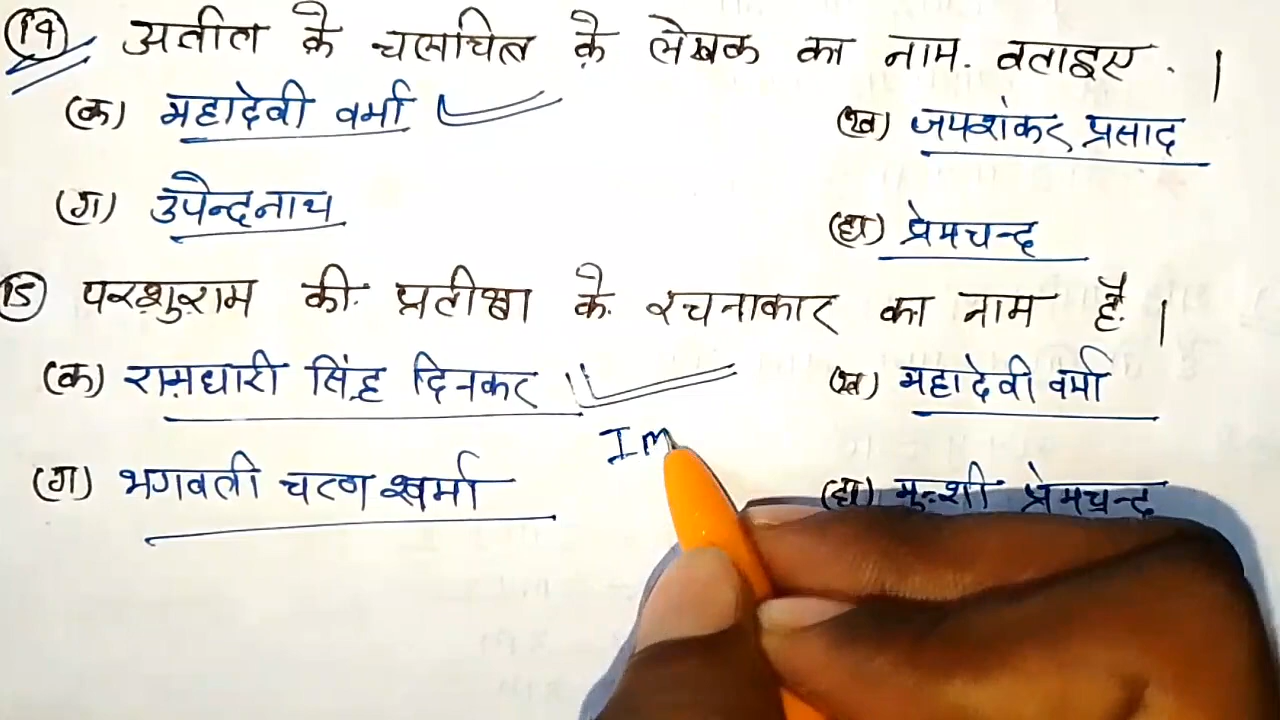 (14) अतीत के चलचित्र के लेखक का नाम. बताइए . |
(क) महादेवी वर्मा (ख) जयशंकर प्रसाद
(ग) उपेन्द्रनाथ (घ) प्रेमचन्द
(15) परशुराम की प्रतीक्षा के रचनाकार का नाम है |
(क) रामधारी सिंह दिनकर (ख) महादेवी वर्मा
Im
(ग) भगवती चरण शर्मा (घ) मुन्शी प्रेमचन्द